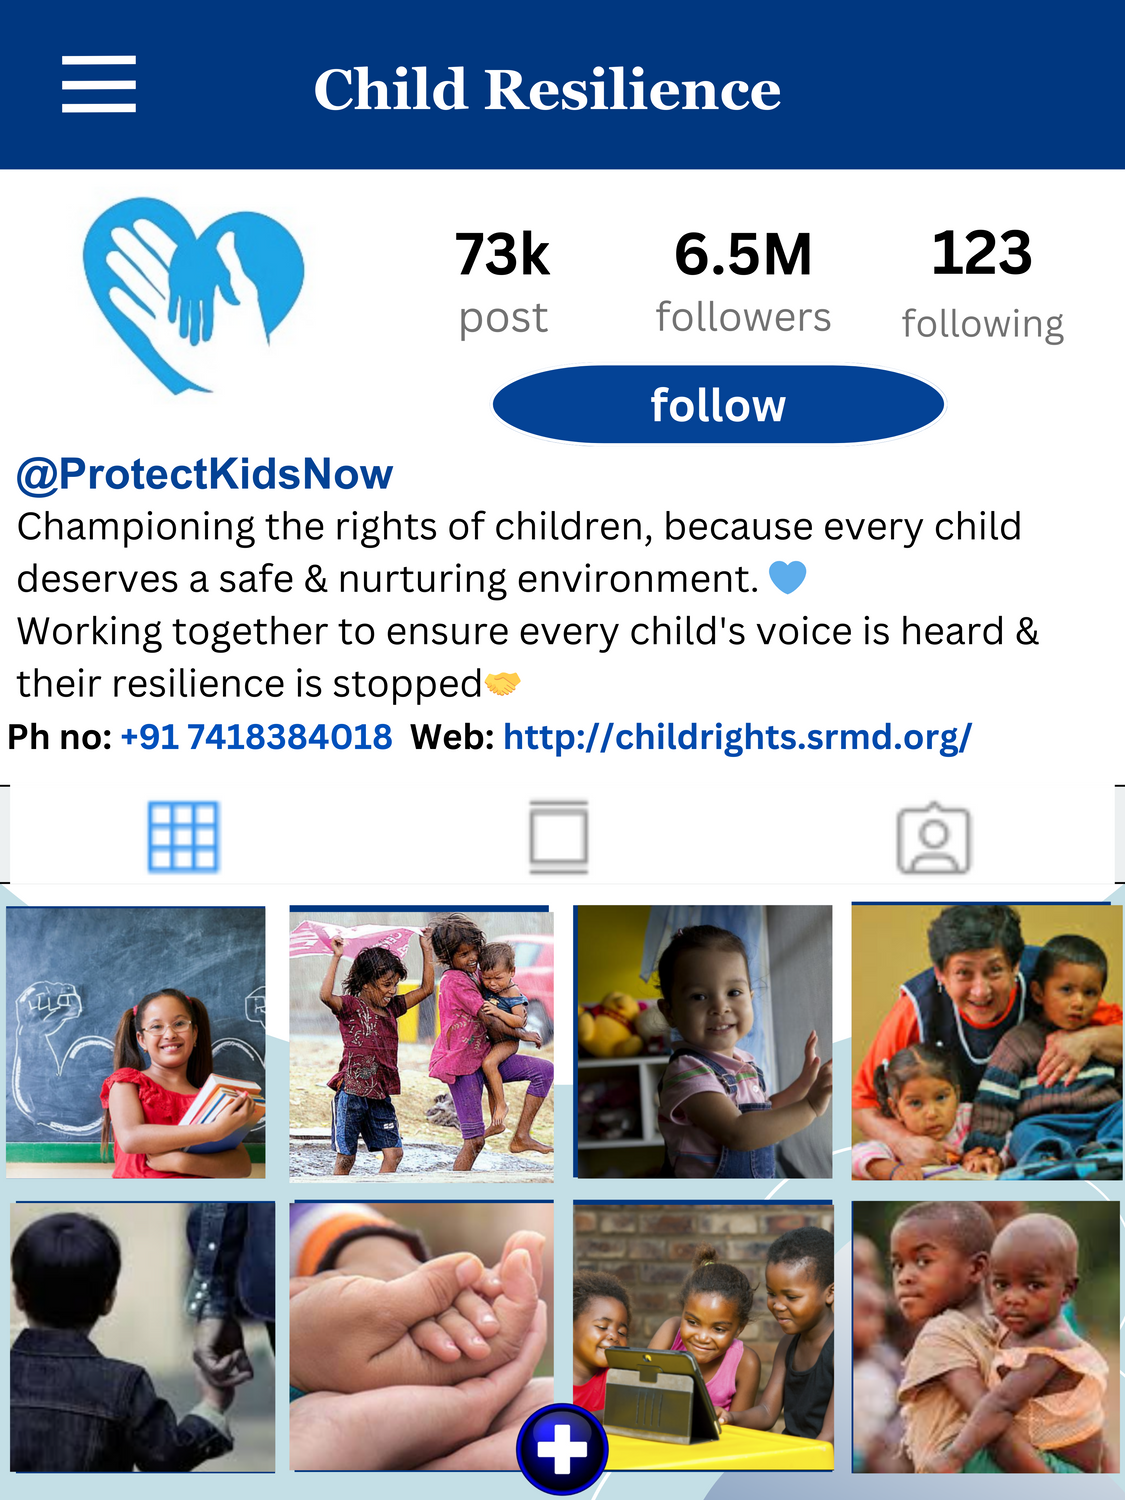 Child Resilience
73k 6.5M 123
post followers following
follow
@ProtectKidsNow
Championing the rights of children, because every child
deserves a safe & nurturing environment. 💙
Working together to ensure every child's voice is heard &
their resilience is stopped🤝
Ph no: +91 7418384018 Web: http://childrights.srmd.org/